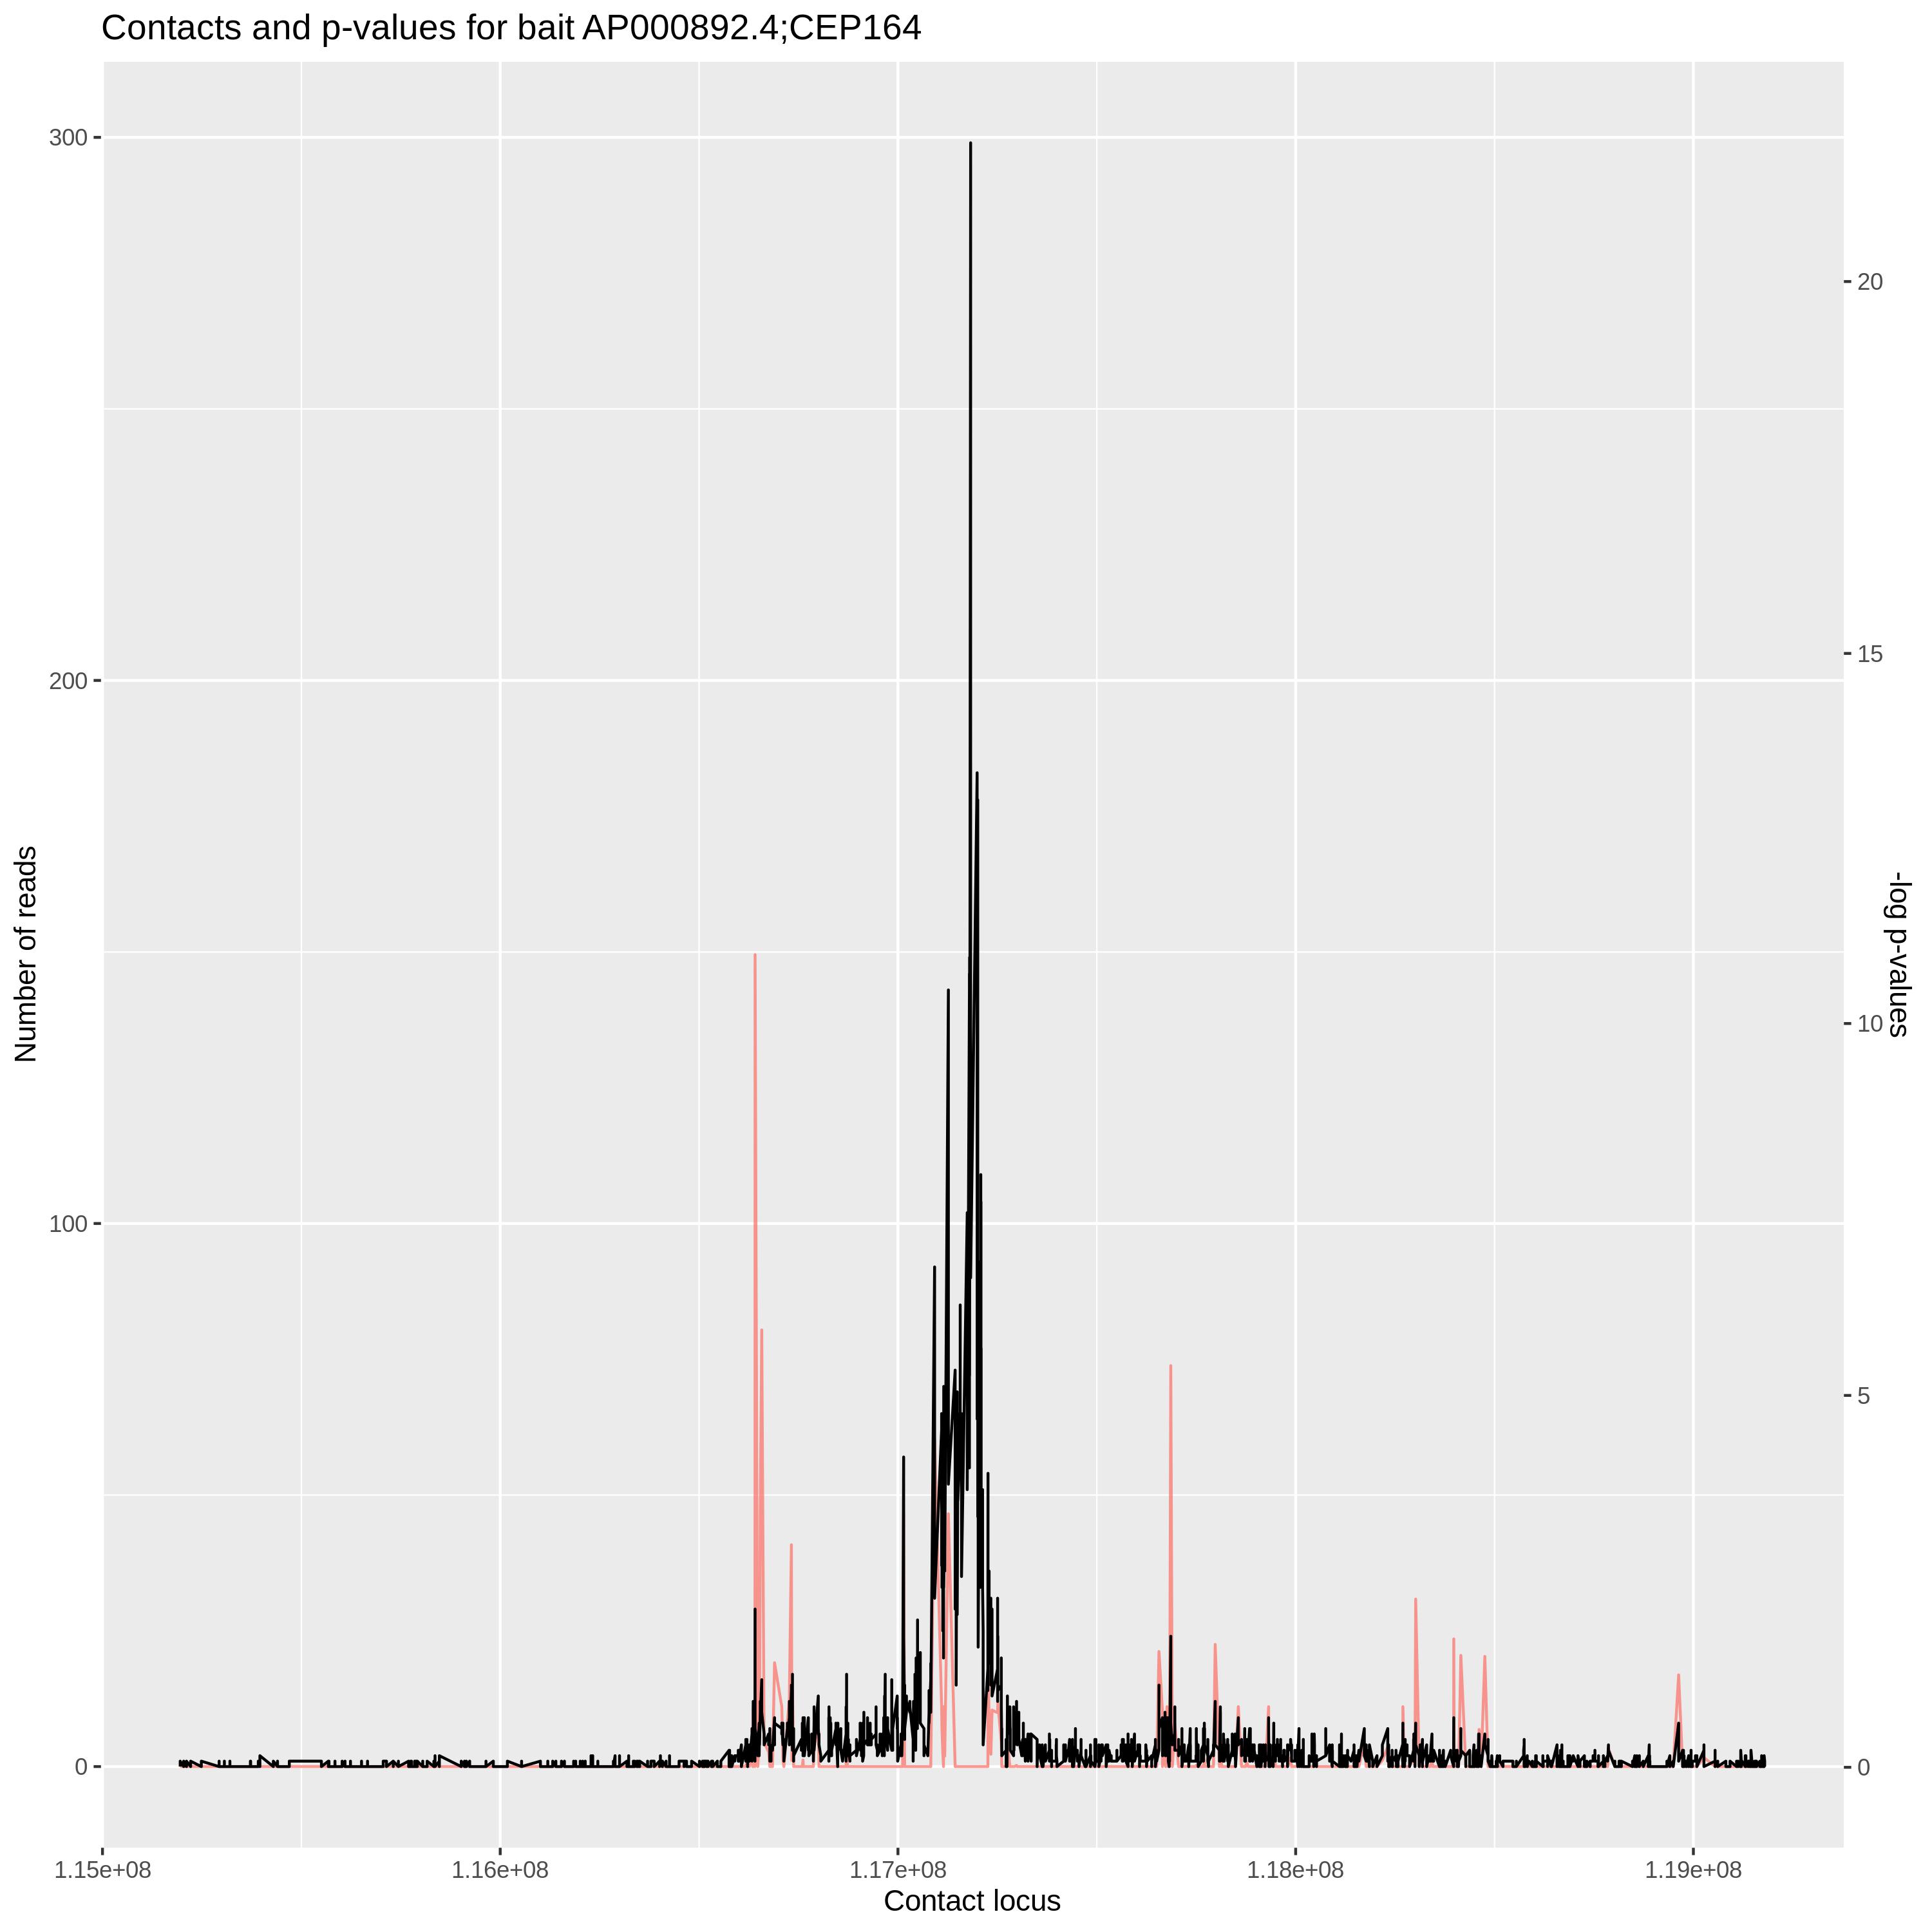 Contacts and p-values for bait AP000892.4;CEP164
300
200
100
0
Number of reads
20
15
10
5
0
-log p-values
1.15e+08
1.16e+08
1.17e+08
1.18e+08
1.19e+08
Contact locus